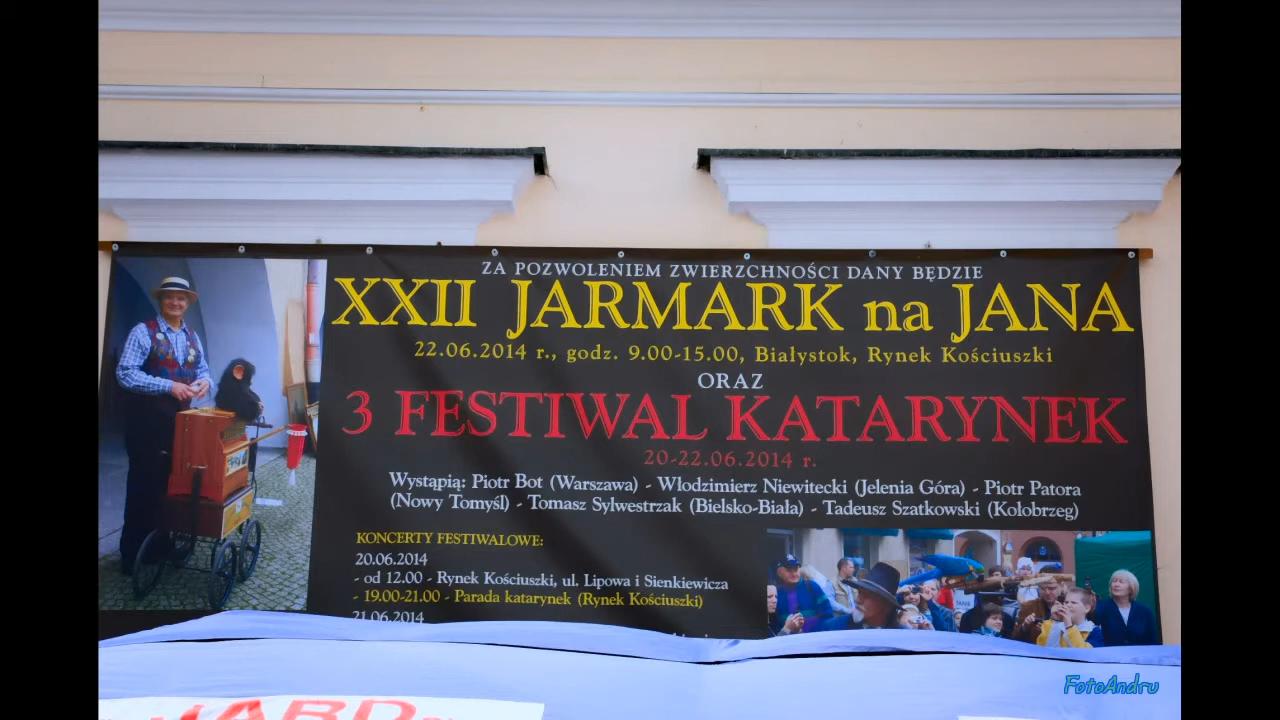 ZA POZWOLENIEM ZWIERZCHNOŚCI DANY BĘDZIE
XXII JARMARK na JANA
22.06.2014 r., godz. 9.00-15.00, Białystok, Rynek Kościuszki
ORAZ
3 FESTIWAL KATARYNEK
20-22.06.2014 r.
Wystąpią: Piotr Bot (Warszawa) - Włodzimierz Niewitecki (Jelenia Góra) - Piotr Patora
(Nowy Tomyśl) - Tomasz Sylwestrzak (Bielsko-Biała) - Tadeusz Szatkowski (Kołobrzeg)
KONCERTY FESTIWALOWE:
20.06.2014
- od 12.00 - Rynek Kościuszki, ul. Lipowa i Sienkiewicza
- 19.00-21.00 - Parada katarynek (Rynek Kościuszki)
21.06.2014
FotoAndru